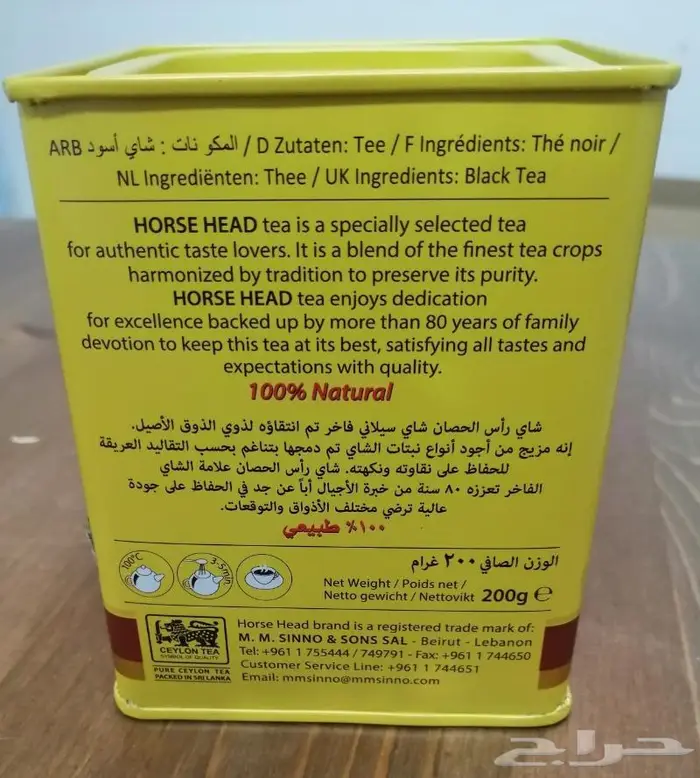 ARB المكو نات : شاي أسود / D Zutaten: Tee / F Ingrédients: Thé noir /
NL Ingrediënten: Thee / UK Ingredients: Black Tea
HORSE HEAD tea is a specially selected tea
for authentic taste lovers. It is a blend of the finest tea crops
harmonized by tradition to preserve its purity.
HORSE HEAD tea enjoys dedication
for excellence backed up by more than 80 years of family
devotion to keep this tea at its best, satisfying all tastes and
expectations with quality.
100% Natural
شاي رأس الحصان شاي سيلاني فاخر تم انتقاؤه لذوي الذوق الأصيل.
إنه مزيج من أجود أنواع نبتات الشاي تم دمجها بتناغم بحسب التقاليد العريقة
للحفاظ على نقاوته ونكهته. شاي رأس الحصان علامة الشاي
الفاخر تعززه ٨٠ سنة من خبرة الأجيال أباً عن جد في الحفاظ على جودة
عالية ترضي مختلف الأذواق والتوقعات.
١٠٠٪ طبيعي
100°C
3-5min
الوزن الصافي ٢٠٠ غرام
Net Weight / Poids net /
Netto gewicht / Nettovikt 200g e
CEYLON TEA
SYMBOL OF QUALITY
PURE CEYLON TEA
PACKED IN SRI LANKA
Horse Head brand is a registered trade mark of:
M. M. SINNO & SONS SAL - Beirut - Lebanon
Tel: +961 1 755444 / 749791 - Fax: +961 1 744650
Customer Service Line: +961 1 744651
Email: mmsinno@mmsinno.com
حراج